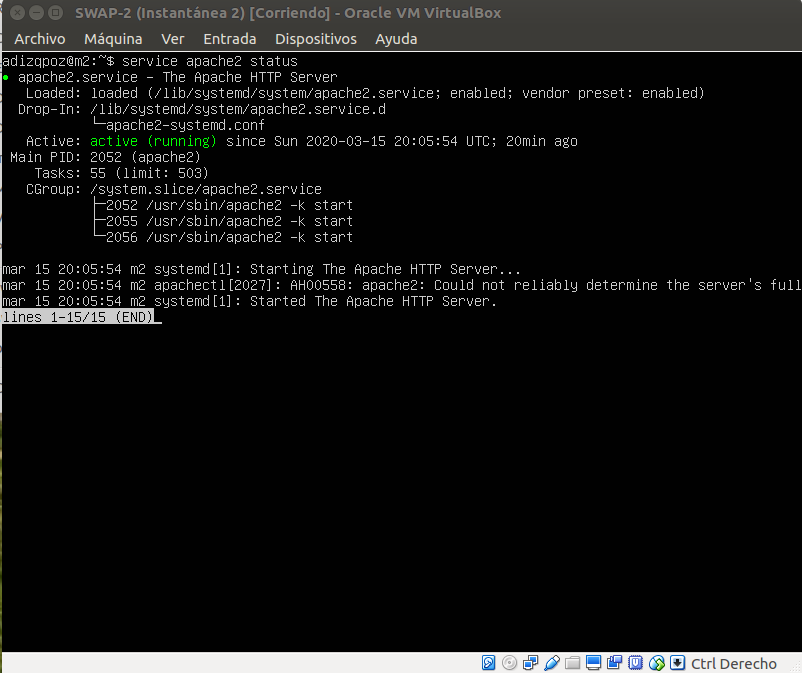 SWAP-2 (Instantánea 2) [Corriendo] - Oracle VM VirtualBox
Archivo Máquina Ver Entrada Dispositivos Ayuda
adizqpoz@m2:~$ service apache2 status
● apache2.service - The Apache HTTP Server
Loaded: loaded (/lib/systemd/system/apache2.service; enabled; vendor preset: enabled)
Drop-In: /lib/systemd/system/apache2.service.d
└─apache2-systemd.conf
Active: active (running) since Sun 2020-03-15 20:05:54 UTC; 20min ago
Main PID: 2052 (apache2)
Tasks: 55 (limit: 503)
CGroup: /system.slice/apache2.service
├─2052 /usr/sbin/apache2 -k start
├─2055 /usr/sbin/apache2 -k start
└─2056 /usr/sbin/apache2 -k start
mar 15 20:05:54 m2 systemd[1]: Starting The Apache HTTP Server...
mar 15 20:05:54 m2 apachectl[2027]: AH00558: apache2: Could not reliably determine the server's full
mar 15 20:05:54 m2 systemd[1]: Started The Apache HTTP Server.
lines 1-15/15 (END)
Ctrl Derecho